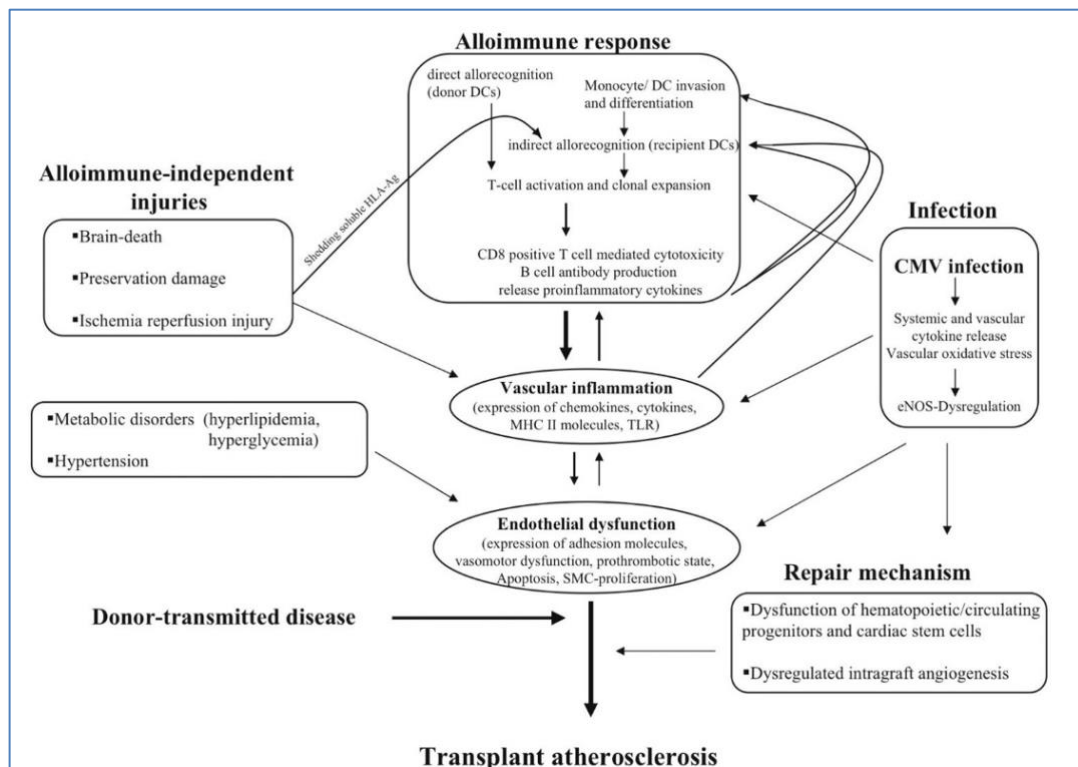 Alloimmune response
direct allorecognition
(donor DCs)
Monocyte/ DC invasion
and differentiation
indirect allorecognition (recipient DCs)
T-cell activation and clonal expansion
CD8 positive T cell mediated cytotoxicity
B cell antibody production
release proinflammatory cytokines
Alloimmune-independent
injuries
▪Brain-death
▪Preservation damage
▪Ischemia reperfusion injury
Shedding soluble HLA-Ag
Infection
CMV infection
Systemic and vascular
cytokine release
Vascular oxidative stress
eNOS-Dysregulation
Vascular inflammation
(expression of chemokines, cytokines,
MHC II molecules, TLR)
▪Metabolic disorders (hyperlipidemia,
hyperglycemia)
▪Hypertension
Endothelial dysfunction
(expression of adhesion molecules,
vasomotor dysfunction, prothrombotic state,
Apoptosis, SMC-proliferation)
Repair mechanism
▪Dysfunction of hematopoietic/circulating
progenitors and cardiac stem cells
▪Dysregulated intragraft angiogenesis
Donor-transmitted disease
Transplant atherosclerosis